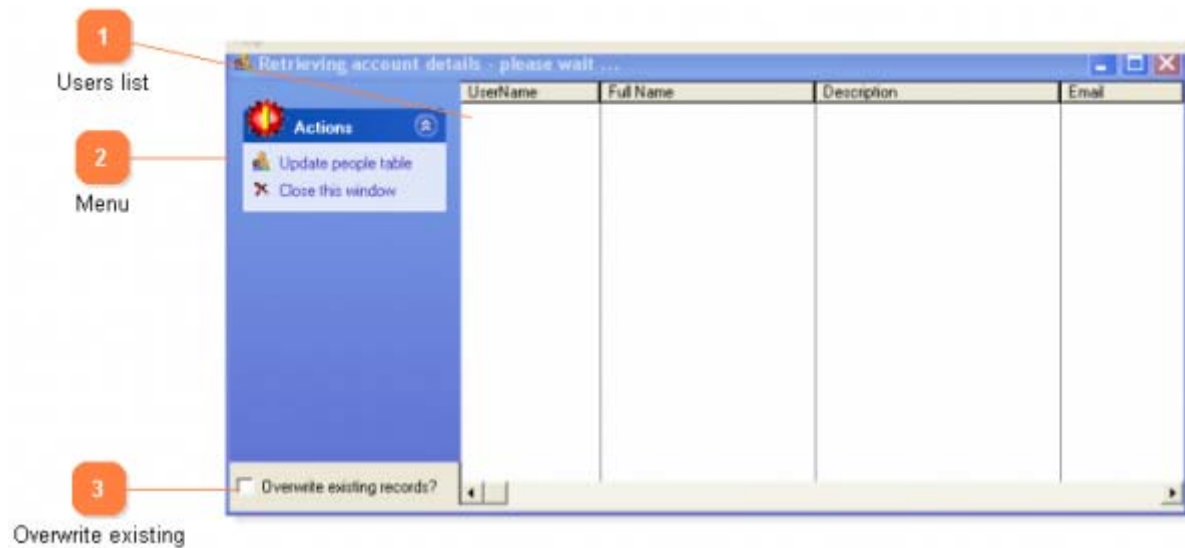 1
Users list
2
Menu
3
Overwrite existing
Retrieving account details - please wait ...
Actions
Update people table
Close this window
Overwrite existing records?
UserName Full Name Description Email